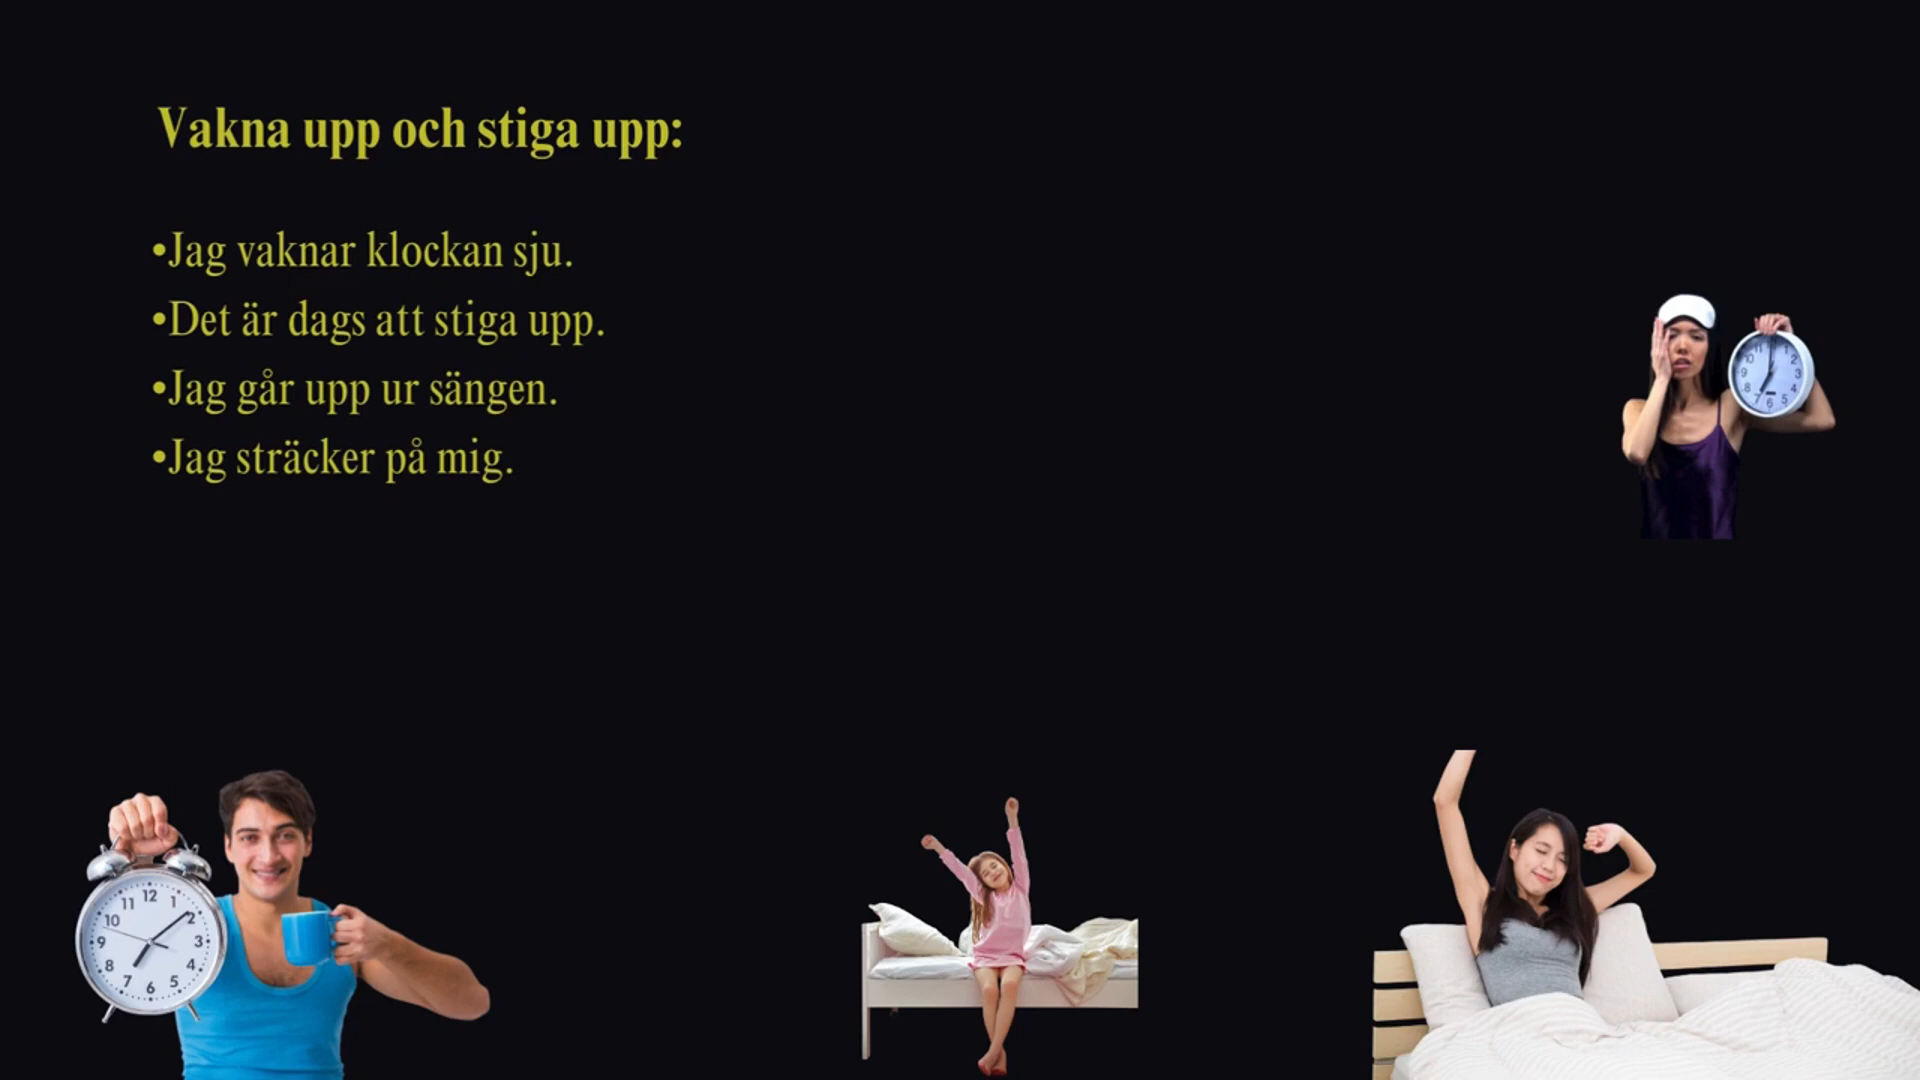 Vakna upp och stiga upp:
•Jag vaknar klockan sju.
•Det är dags att stiga upp.
•Jag går upp ur sängen.
•Jag sträcker på mig.